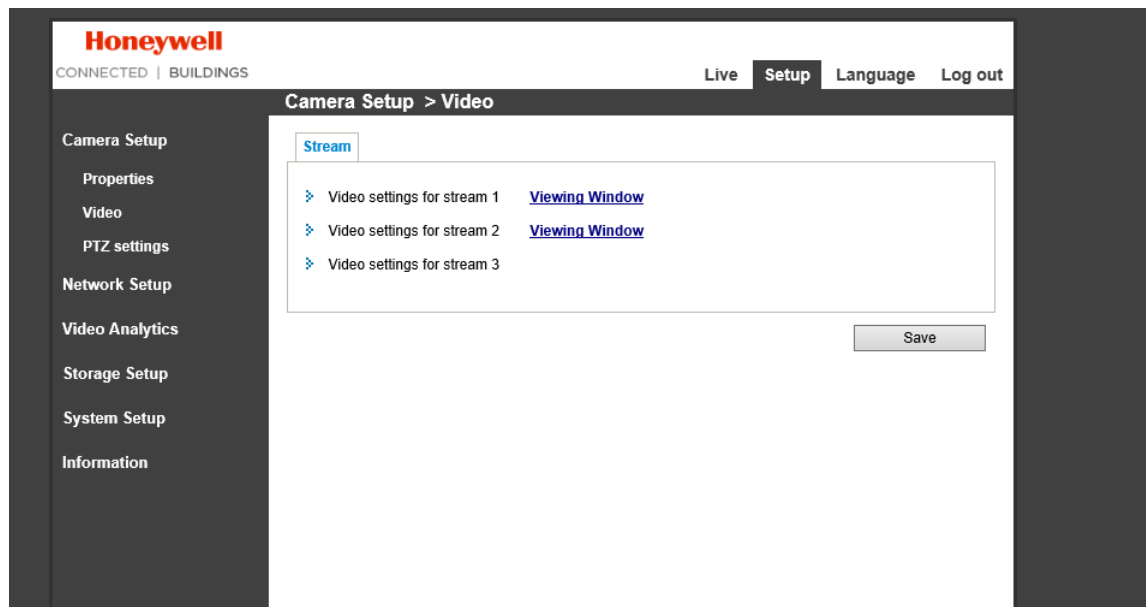 Honeywell
CONNECTED | BUILDINGS
Live Setup Language Log out
Camera Setup > Video
Camera Setup
Properties
Video
PTZ settings
Network Setup
Video Analytics
Storage Setup
System Setup
Information
Stream
Video settings for stream 1 Viewing Window
Video settings for stream 2 Viewing Window
Video settings for stream 3
Save